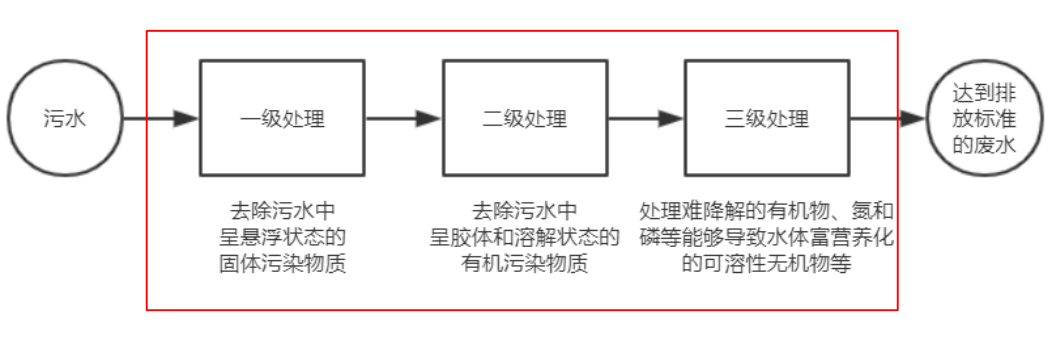 污水
一级处理
二级处理
三级处理
达到排
放标准
的废水
去除污水中
呈悬浮状态的
固体污染物质
去除污水中
呈胶体和溶解状态的
有机污染物质
处理难降解的有机物、氮和
磷等能够导致水体富营养化
的可溶性无机物等